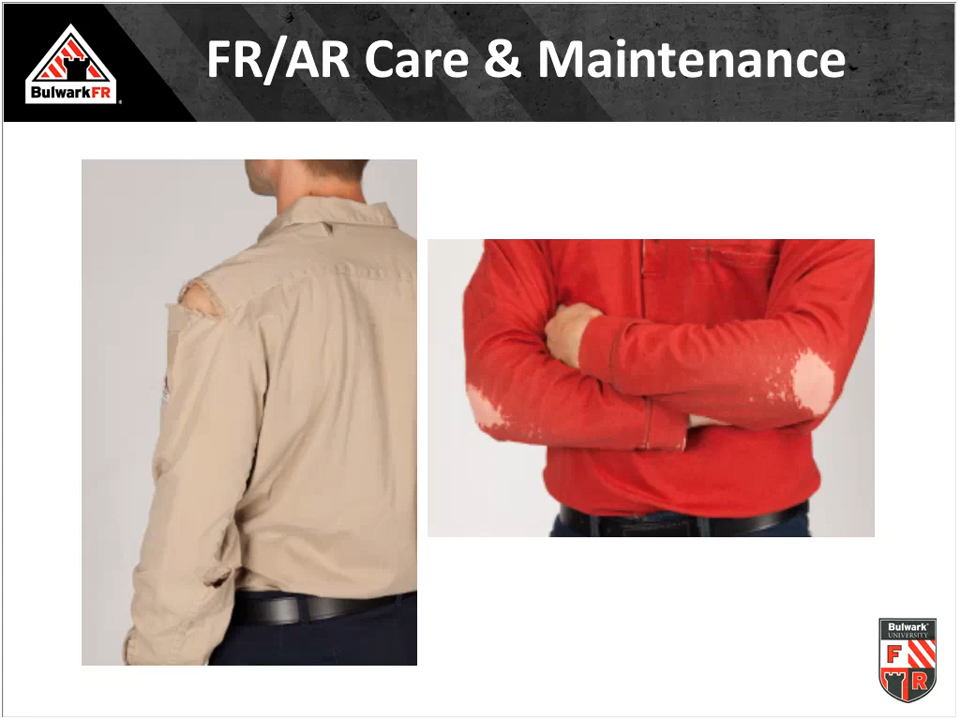 FR/AR Care & Maintenance
BulwarkFR
Bulwark
UNIVERSITY
F
R